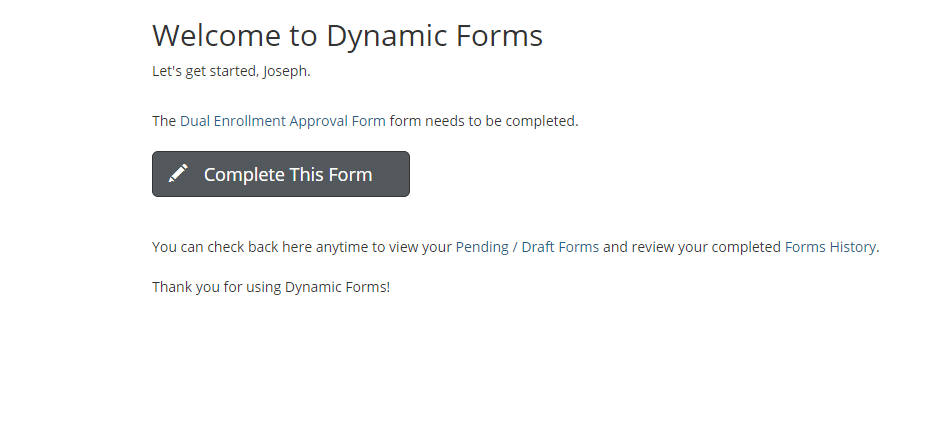 Welcome to Dynamic Forms
Let's get started, Joseph.
The Dual Enrollment Approval Form form needs to be completed.
Complete This Form
You can check back here anytime to view your Pending / Draft Forms and review your completed Forms History.
Thank you for using Dynamic Forms!